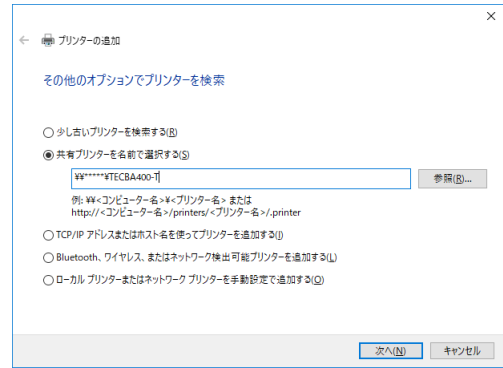 プリンターの追加
その他のオプションでプリンターを検索
少し古いプリンターを検索する(R)
共有プリンターを名前で選択する(S)
¥¥*****¥TECBA400-T
参照(R)...
例: ¥¥<コンピューター名>¥<プリンター名> または
http://<コンピューター名>/printers/<プリンター名>/.printer
TCP/IP アドレスまたはホスト名を使ってプリンターを追加する(I)
Bluetooth、ワイヤレス、またはネットワーク検出可能プリンターを追加する(L)
ローカル プリンターまたはネットワーク プリンターを手動設定で追加する(O)
次へ(N)
キャンセル